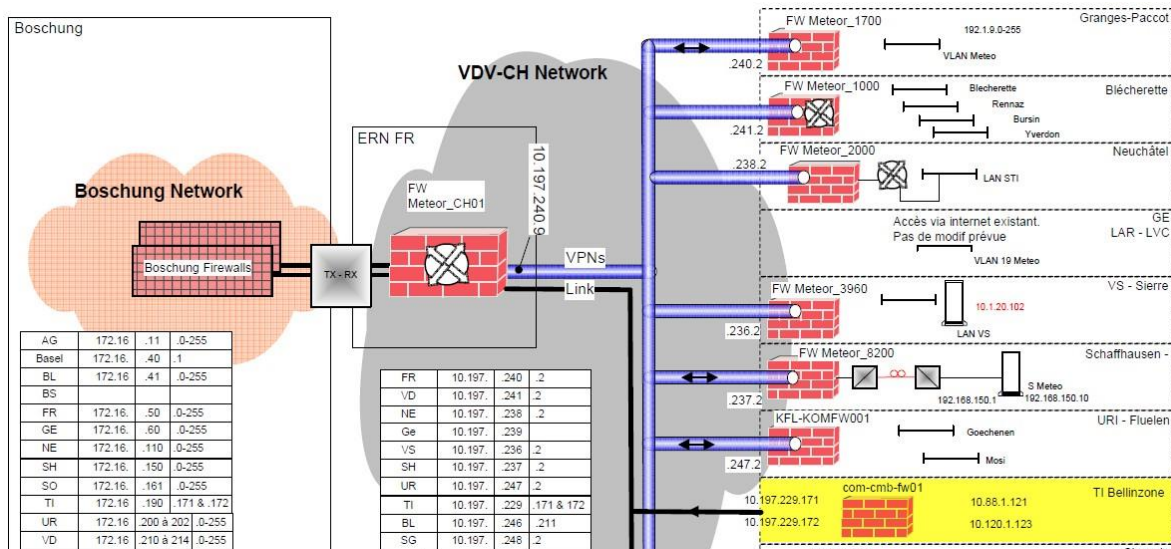 Boschung
Boschung Network
Boschung Firewalls
TX - RX
AG 172.16 .11 .0-255
Basel 172.16. .40 .1
BL 172.16 .41 .0-255
BS
FR 172.16. .50 .0-255
GE 172.16. .60 .0-255
NE 172.16. .110 .0-255
SH 172.16. .150 .0-255
SO 172.16. .161 .0-255
TI 172.16 .190 .171 & .172
UR 172.16 .200 à 202 .0-255
VD 172.16 .210 à 214 .0-255
VDV-CH Network
ERN FR
FW
Meteor_CH01
10.197.240.9
VPNs
Link
FR 10.197. .240 .2
VD 10.197. .241 .2
NE 10.197. .238 .2
Ge 10.197. .239
VS 10.197. .236 .2
SH 10.197. .237 .2
UR 10.197. .247 .2
TI 10.197. .229 .171 & 172
BL 10.197. .246 .211
SG 10.197. .248 .2
FW Meteor_1700
Granges-Paccot
192.1.9.0-255
VLAN Meteo
.240.2
FW Meteor_1000
Blécherette
Blecherette
Rennaz
Bursin
Yverdon
.241.2
FW Meteor_2000
Neuchâtel
.238.2
LAN STI
Accès via internet existant.
Pas de modif prévue
GE
LAR - LVC
VLAN 19 Meteo
FW Meteor_3960
VS - Sierre
10.1.20.102
LAN VS
.236.2
FW Meteor_8200
Schaffhausen -
S Meteo
192.168.150.1
192.168.150.10
.237.2
KFL-KOMFW001
URI - Fluelen
Goechenen
Mosi
.247.2
com-cmb-fw01
TI Bellinzone
10.197.229.171
10.88.1.121
10.197.229.172
10.120.1.123